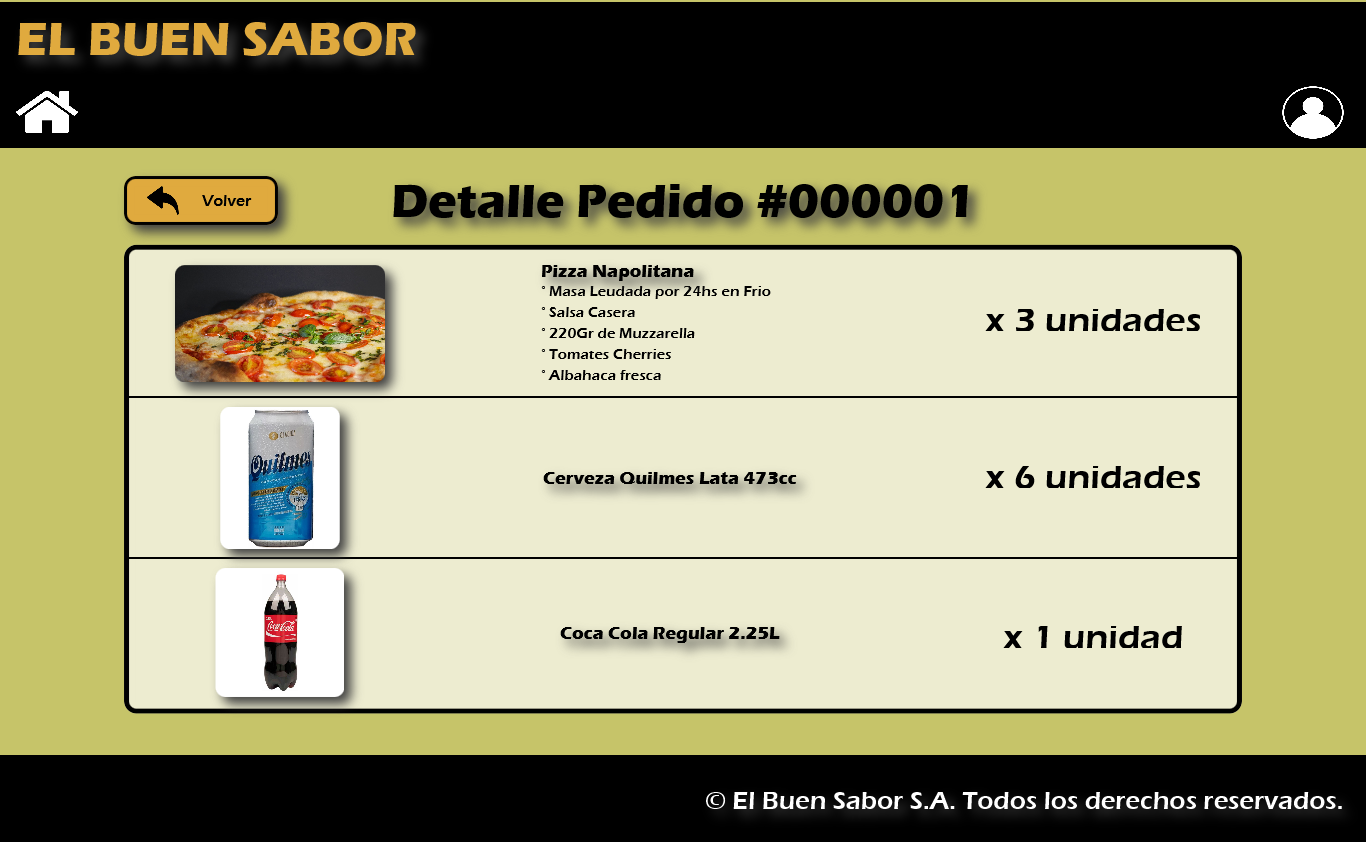 EL BUEN SABOR
Volver
Detalle Pedido #000001
Pizza Napolitana
° Masa Leudada por 24hs en Frio
° Salsa Casera
° 220Gr de Muzzarella
° Tomates Cherries
° Albahaca fresca
x 3 unidades
Quilmes
Cerveza Quilmes Lata 473cc
x 6 unidades
Coca-Cola
Coca Cola Regular 2.25L
x 1 unidad
© El Buen Sabor S.A. Todos los derechos reservados.